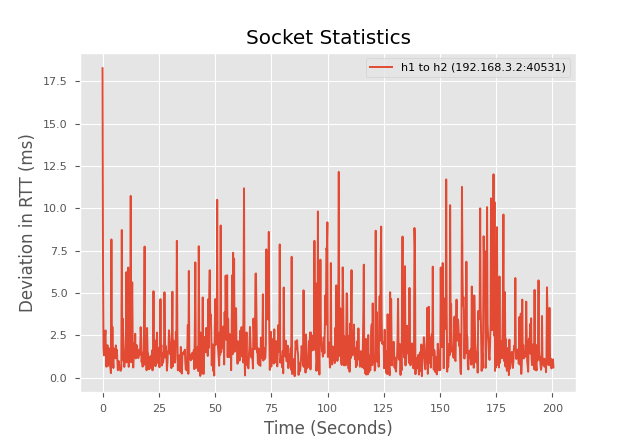 Socket Statistics
h1 to h2 (192.168.3.2:40531)
Deviation in RTT (ms)
17.5
15.0
12.5
10.0
7.5
5.0
2.5
0.0
0 25 50 75 100 125 150 175 200
Time (Seconds)